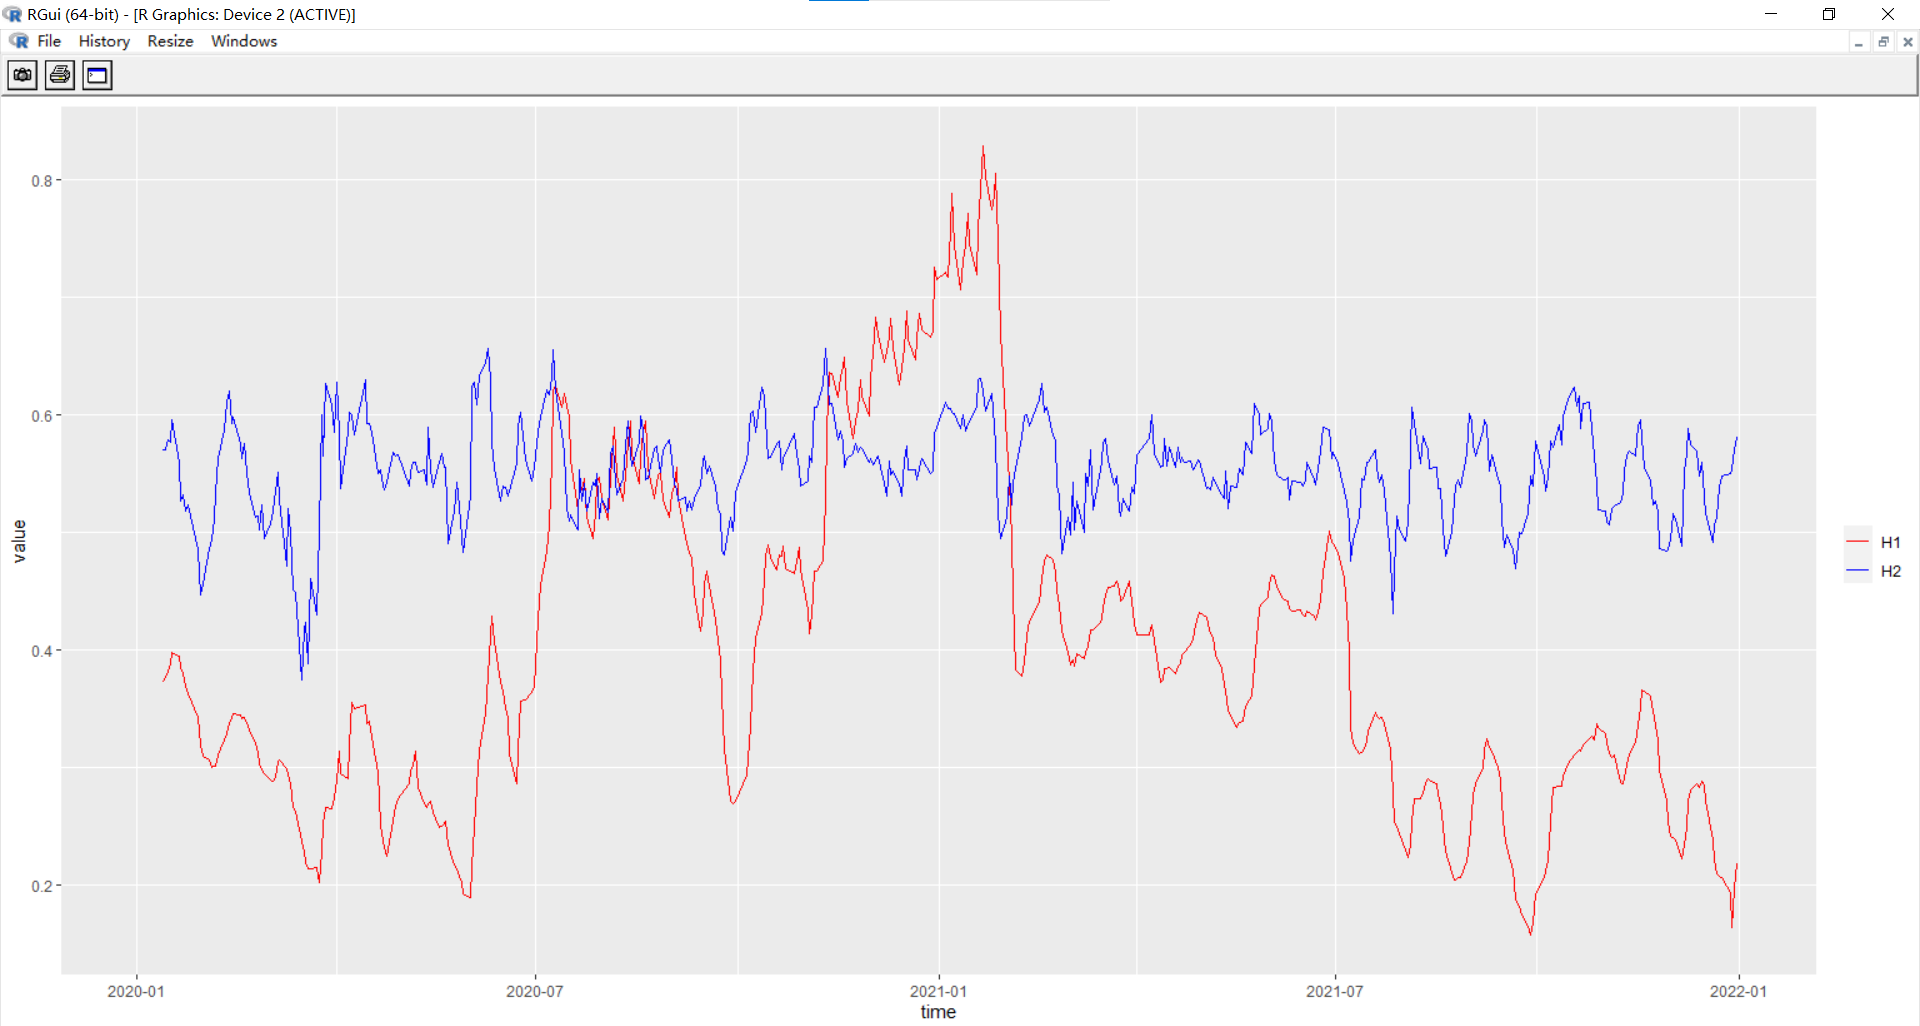 RGui (64-bit) - [R Graphics: Device 2 (ACTIVE)]
File History Resize Windows
0.8
0.6
0.4
0.2
value
H1
H2
2020-01 2020-07 2021-01 2021-07 2022-01
time